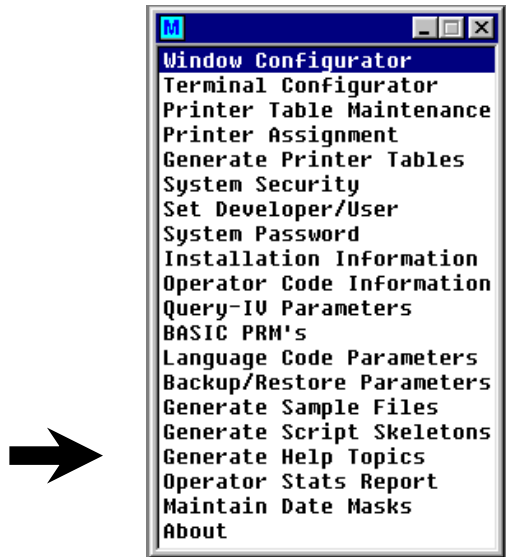 M
Window Configurator
Terminal Configurator
Printer Table Maintenance
Printer Assignment
Generate Printer Tables
System Security
Set Developer/User
System Password
Installation Information
Operator Code Information
Query-IV Parameters
BASIC PRM's
Language Code Parameters
Backup/Restore Parameters
Generate Sample Files
Generate Script Skeletons
Generate Help Topics
Operator Stats Report
Maintain Date Masks
About